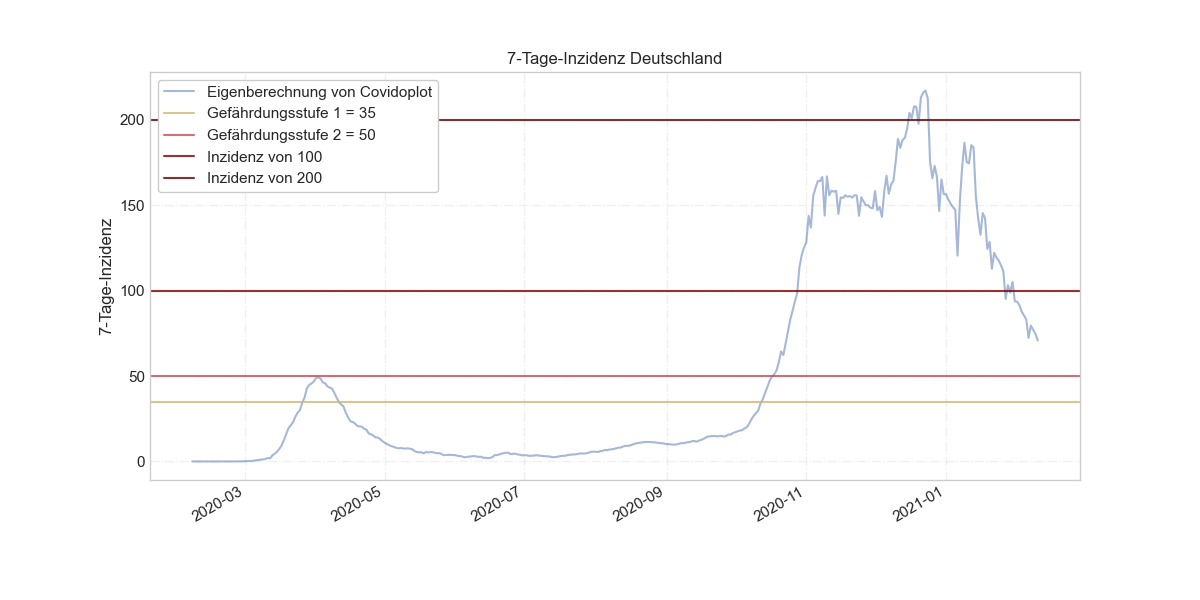 7-Tage-Inzidenz Deutschland
Eigenberechnung von Covidoplot
Gefährdungsstufe 1 = 35
Gefährdungsstufe 2 = 50
Inzidenz von 100
Inzidenz von 200
7-Tage-Inzidenz
200
150
100
50
0
2020-03
2020-05
2020-07
2020-09
2020-11
2021-01